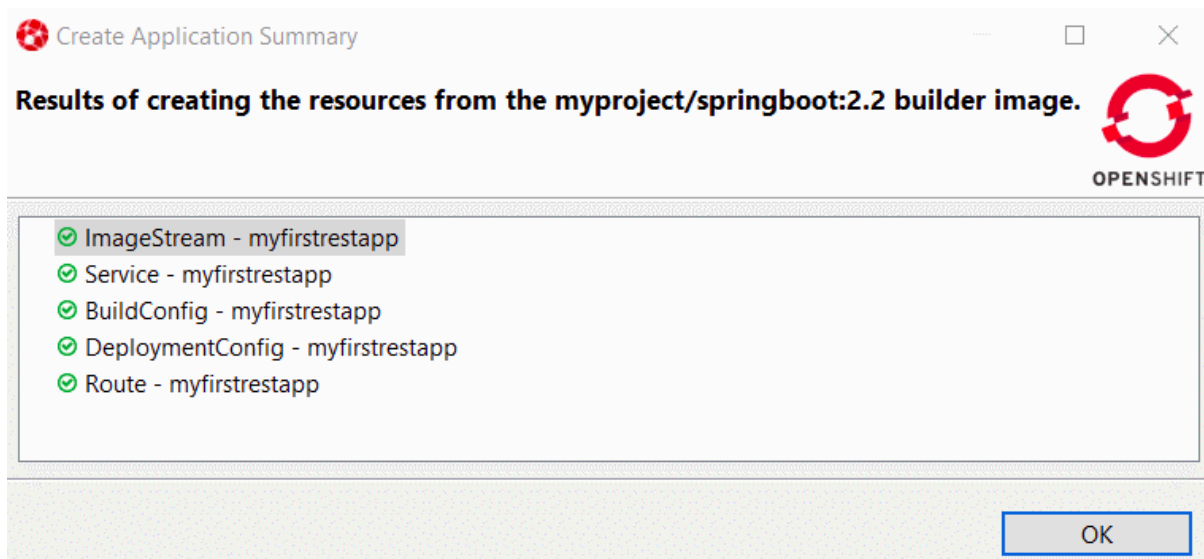 Create Application Summary
Results of creating the resources from the myproject/springboot:2.2 builder image.
OPENSHIFT
ImageStream - myfirstrestapp
Service - myfirstrestapp
BuildConfig - myfirstrestapp
DeploymentConfig - myfirstrestapp
Route - myfirstrestapp
OK